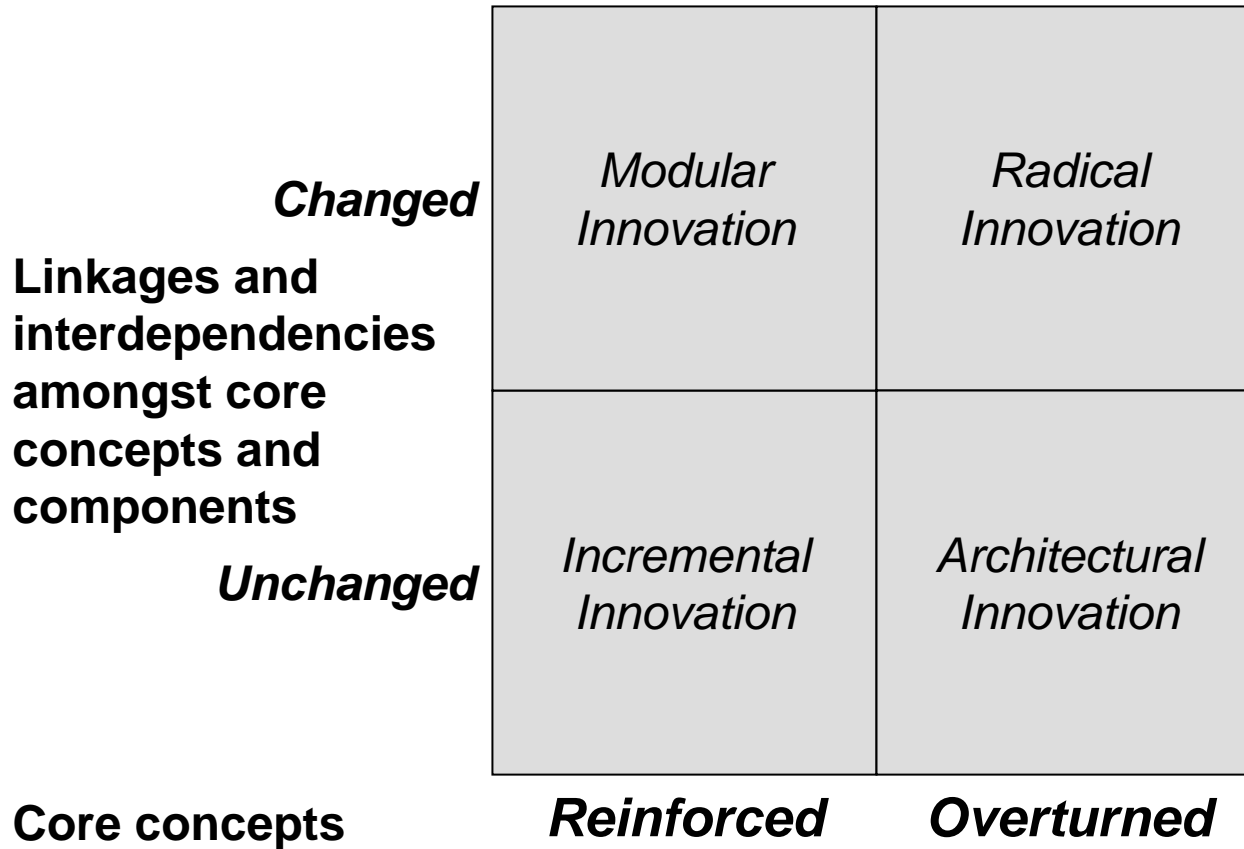 Changed
Modular
Innovation
Radical
Innovation
Linkages and
interdependencies
amongst core
concepts and
components
Unchanged
Incremental
Innovation
Architectural
Innovation
Core concepts
Reinforced
Overturned